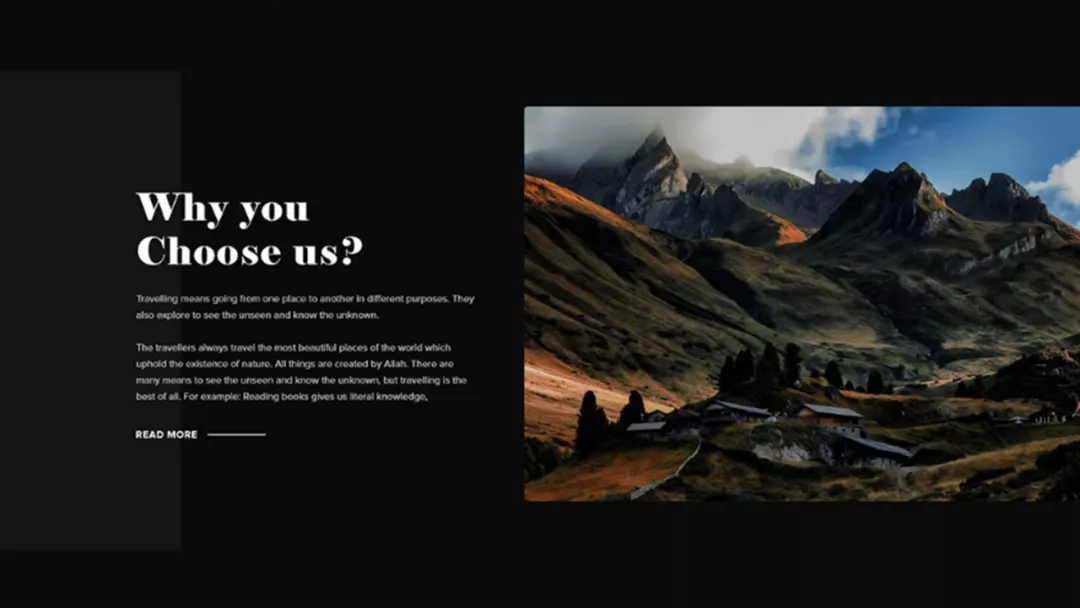 Why you
Choose us?
Travelling means going from one place to another in different purposes. They
also explore to see the unseen and know the unknown.
The travellers always travel the most beautiful places of the world which
uphold the existence of nature. All things are created by Allah. There are
many means to see the unseen and know the unknown, but travelling is the
best of all. For example: Reading books gives us literal knowledge,
READ MORE